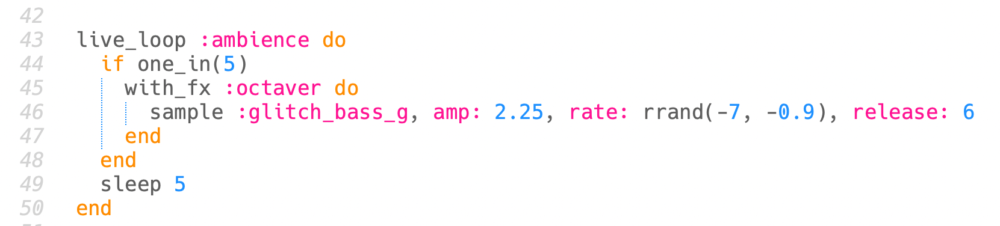 42
43 live_loop :ambience do
44 if one_in(5)
45 with_fx :octaver do
46 sample :glitch_bass_g, amp: 2.25, rate: rrand(-7, -0.9), release: 6
47 end
48 end
49 sleep 5
50 end